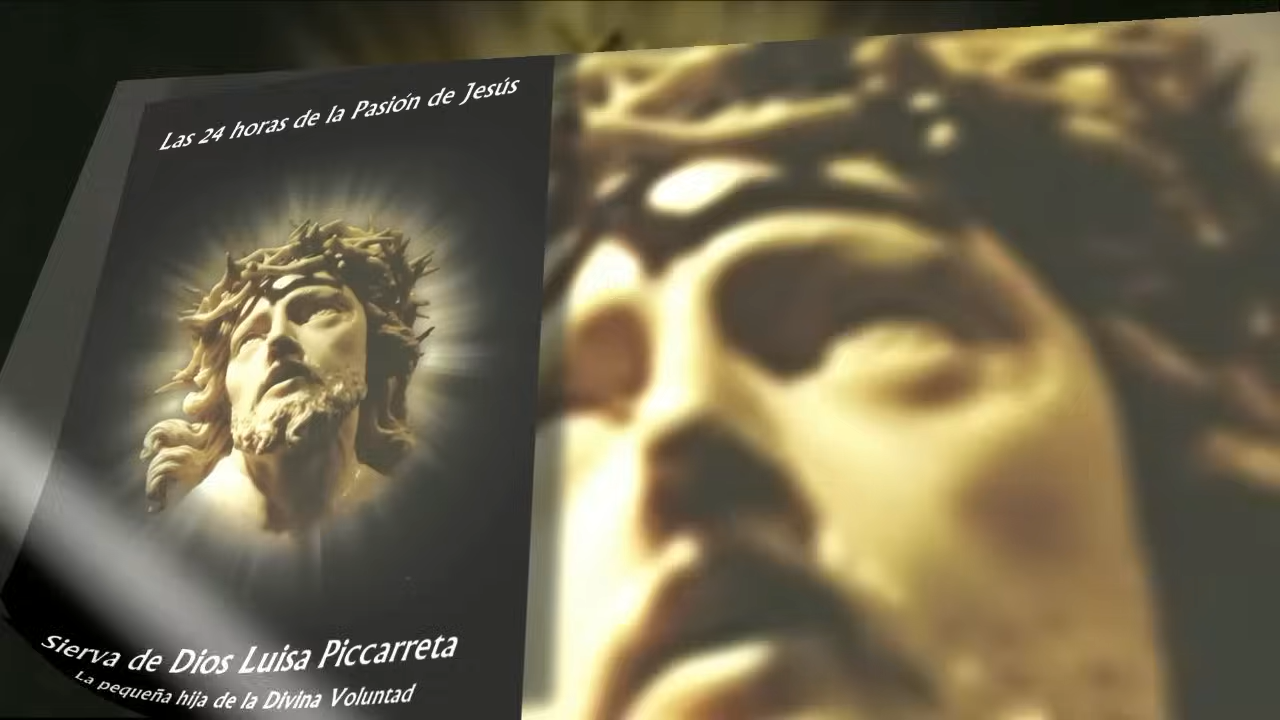 Las 24 horas de la Pasión de Jesús
Sierva de Dios Luisa Piccarreta
La pequeña hija de la Divina Voluntad